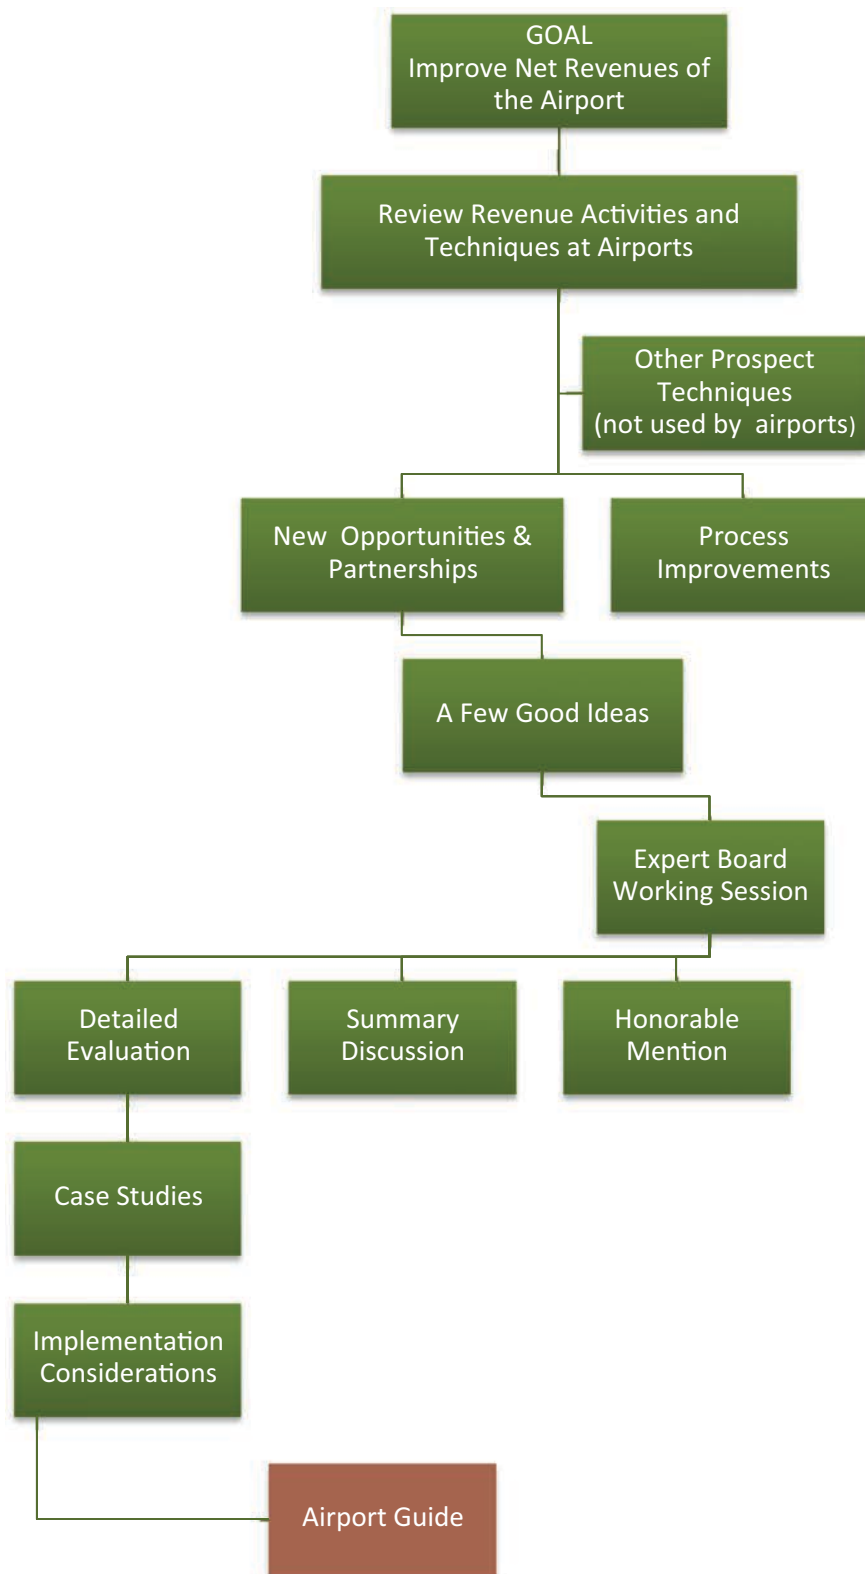 GOAL
Improve Net Revenues of
the Airport
Review Revenue Activities and
Techniques at Airports
Other Prospect
Techniques
(not used by  airports)
New  Opportunities &
Partnerships
Process
Improvements
A Few Good Ideas
Expert Board
Working Session
Detailed
Evaluation
Summary
Discussion
Honorable
Mention
Case Studies
Implementation
Considerations
Airport Guide